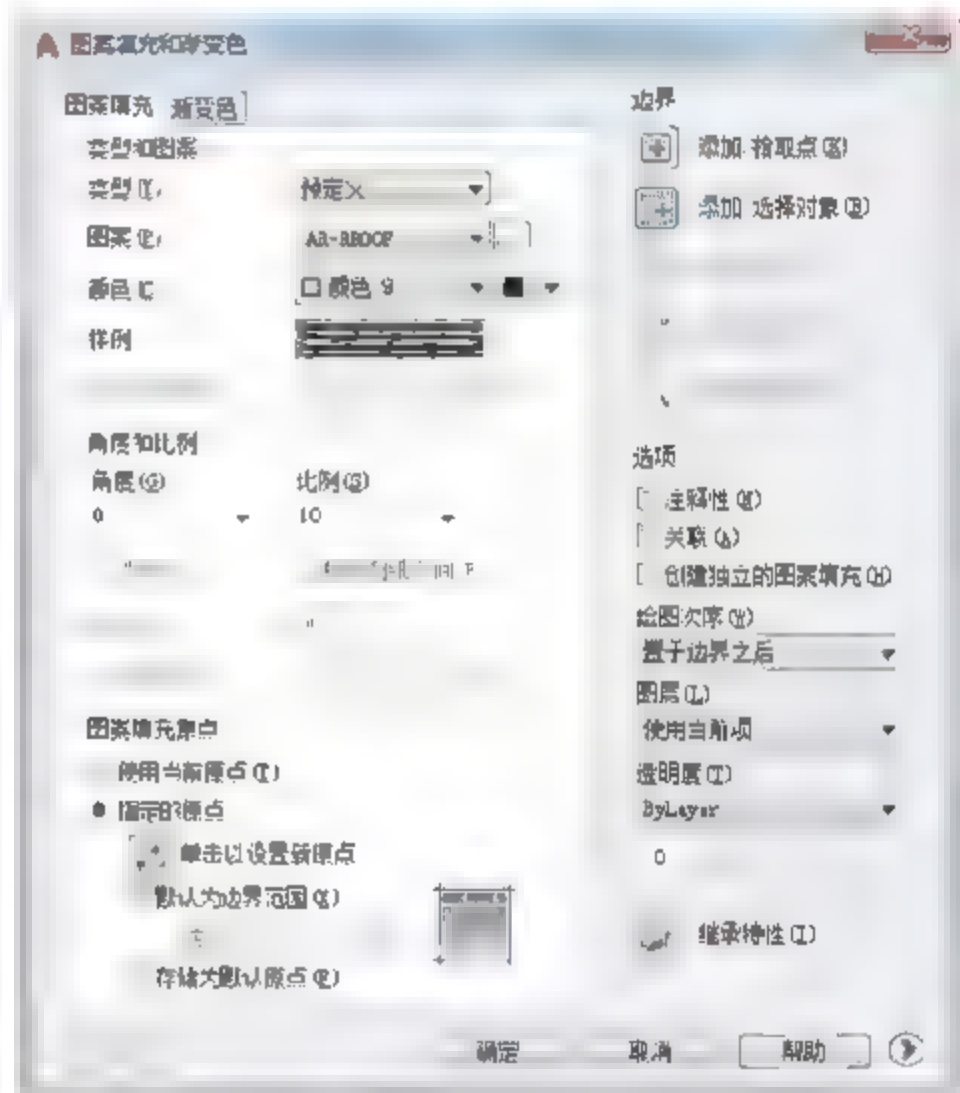 图案填充和渐变色
图案填充 渐变色
类型和图案
类型(Y)
预定义
图案(P)
AR-RROOF
颜色(C)
颜色 9
样例
角度和比例
角度(G)
比例(S)
0
10
图案填充原点
使用当前原点(T)
指定的原点
单击以设置新原点
默认为边界范围(X)
存储为默认原点(F)
边界
添加 拾取点(K)
添加 选择对象(B)
选项
注释性(N)
关联(A)
创建独立的图案填充(H)
绘图次序(W)
置于边界之后
图层(L)
使用当前项
透明度(T)
ByLayer
0
继承特性(I)
确定
取消
帮助